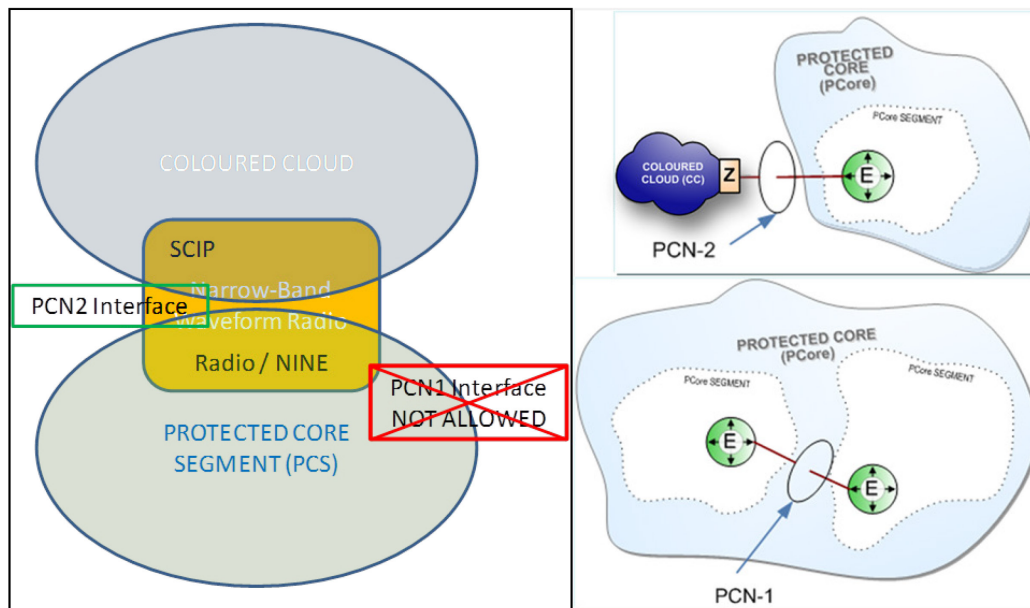 COLOURED CLOUD
SCIP
Narrow-Band
PCN2 Interface
Waveform Radio
Radio / NINE
PCN1 Interface
NOT ALLOWED
PROTECTED CORE
SEGMENT (PCS)
PROTECTED
CORE
(PCore)
PCore SEGMENT
COLOURED
CLOUD (CC)
Z
E
PCN-2
PROTECTED CORE
(PCore)
PCore SEGMENT
PCore SEGMENT
E
E
PCN-1